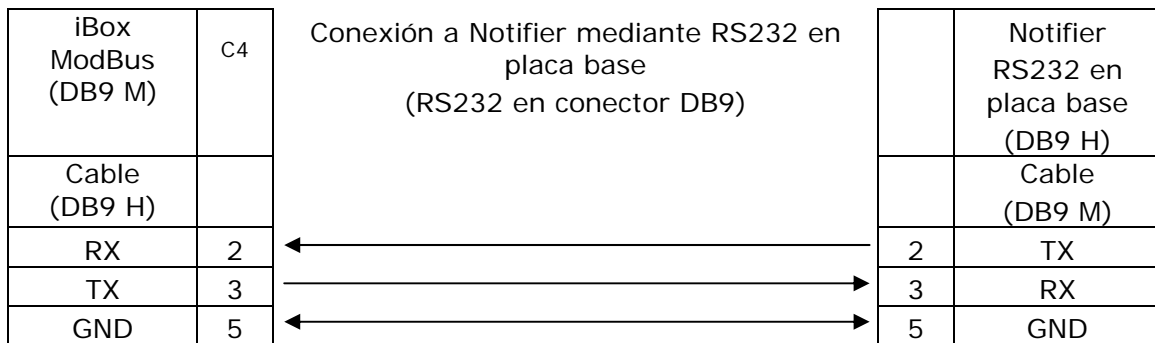 iBox
ModBus
(DB9 M)
C4
Conexión a Notifier mediante RS232 en
placa base
(RS232 en conector DB9)
Notifier
RS232 en
placa base
(DB9 H)
Cable
(DB9 H)
Cable
(DB9 M)
RX 2 2 TX
TX 3 3 RX
GND 5 5 GND